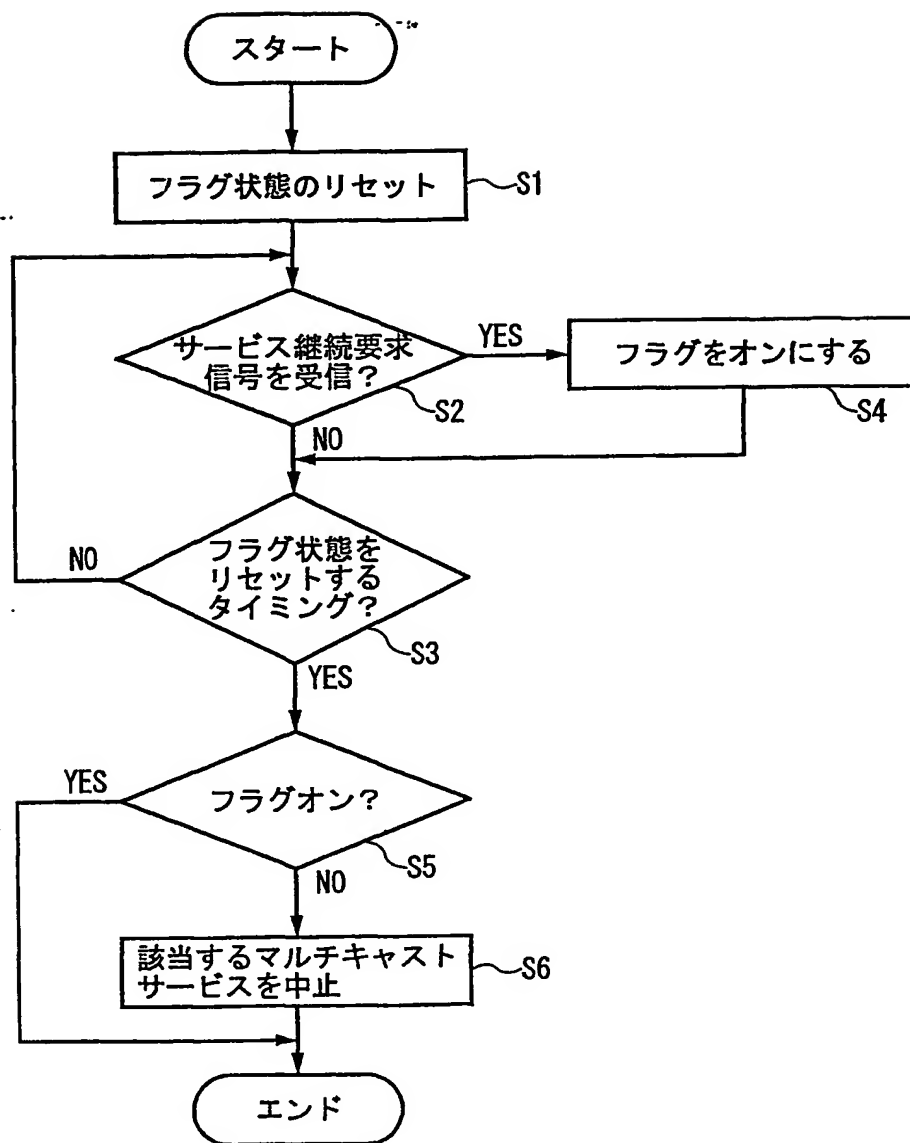 スタート
フラグ状態のリセット
S1
サービス継続要求
信号を受信?
S2
YES
フラグをオンにする
S4
NO
フラグ状態を
リセットする
タイミング?
S3
NO
YES
フラグオン?
S5
YES
NO
該当するマルチキャスト
サービスを中止
S6
エンド